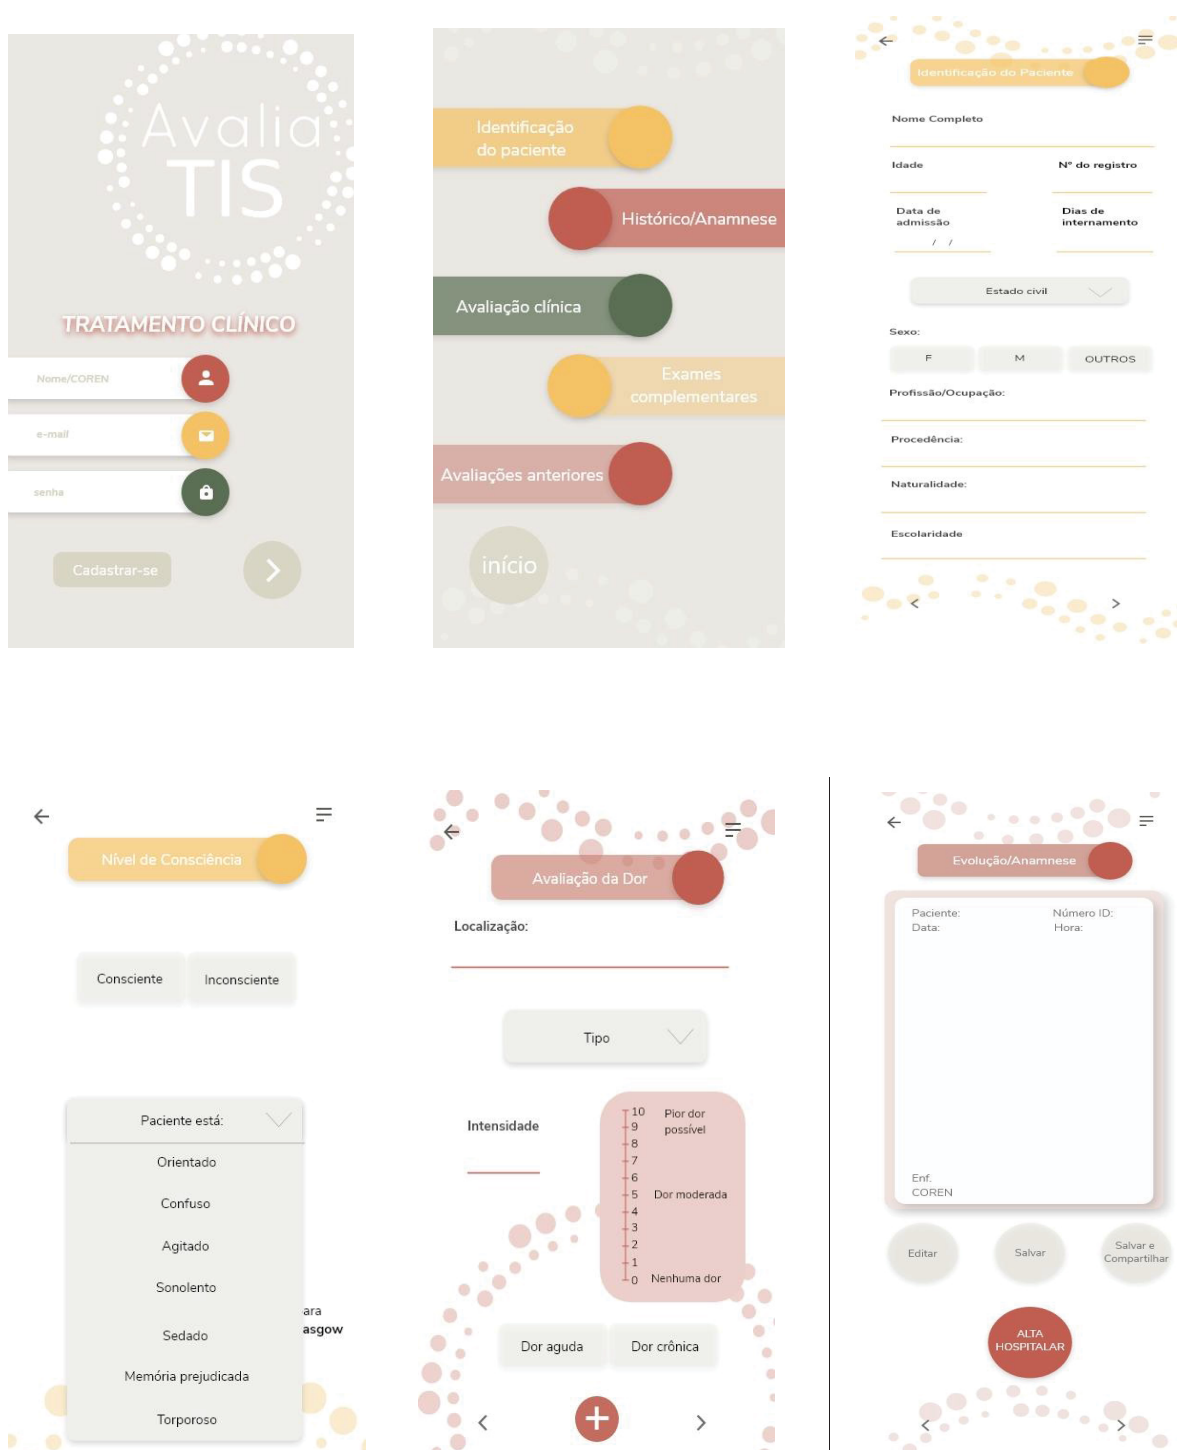 Avalia
TIS
TRATAMENTO CLÍNICO
Nome/COREN
e-mail
senha
Cadastrar-se
Identificação
do paciente
Histórico/Anamnese
Avaliação clínica
Exames
complementares
Avaliações anteriores
início
Identificação do Paciente
Nome Completo
Idade
Nº do registro
Data de
admissão
/ /
Dias de
internamento
Estado civil
Sexo:
F
M
OUTROS
Profissão/Ocupação:
Procedência:
Naturalidade:
Escolaridade
Nível de Consciência
Consciente
Inconsciente
Paciente está:
Orientado
Confuso
Agitado
Sonolento
Sedado
Memória prejudicada
Torporoso
ara
asgow
Avaliação da Dor
Localização:
Tipo
Intensidade
10 Pior dor
9 possível
8
7
6
5 Dor moderada
4
3
2
1
0 Nenhuma dor
Dor aguda
Dor crônica
Evolução/Anamnese
Paciente: Número ID:
Data: Hora:
Enf.
COREN
Editar
Salvar
Salvar e
Compartilhar
ALTA
HOSPITALAR